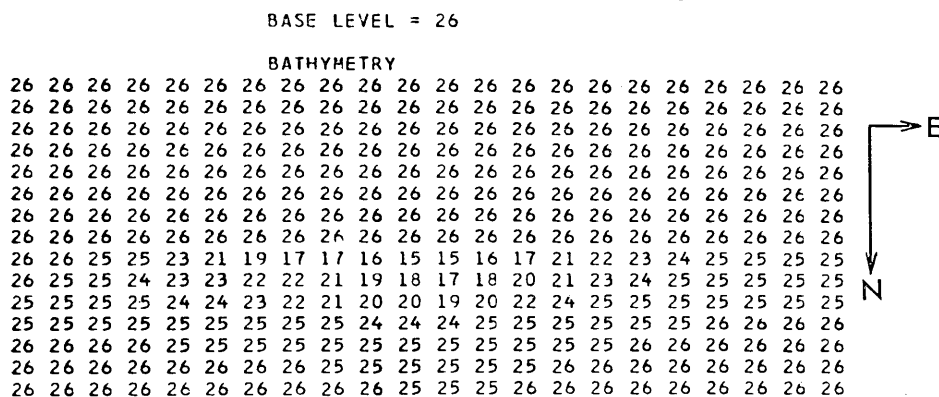 BASE LEVEL = 26
BATHYMETRY
26 26 26 26 26 26 26 26 26 26 26 26 26 26 26 26 26 26 26 26 26 26
26 26 26 26 26 26 26 26 26 26 26 26 26 26 26 26 26 26 26 26 26 26
26 26 26 26 26 26 26 26 26 26 26 26 26 26 26 26 26 26 26 26 26 26
26 26 26 26 26 26 26 26 26 26 26 26 26 26 26 26 26 26 26 26 26 26
26 26 26 26 26 26 26 26 26 26 26 26 26 26 26 26 26 26 26 26 26 26
26 26 26 26 26 26 26 26 26 26 26 26 26 26 26 26 26 26 26 26 26 26
26 26 26 26 26 26 26 26 26 26 26 26 26 26 26 26 26 26 26 26 26 26
26 26 26 26 26 26 26 26 26 26 26 26 26 26 26 26 26 26 26 26 26 26
26 26 25 25 23 21 19 17 17 16 15 15 16 17 21 22 23 24 25 25 25 25
26 25 25 24 23 23 22 22 21 19 18 17 18 20 21 23 24 25 25 25 25 25
25 25 25 25 24 24 23 22 21 20 20 19 20 22 24 25 25 25 25 25 25 25
25 25 25 25 25 25 25 25 25 24 24 24 25 25 25 25 25 25 26 26 26 26
26 26 26 26 25 25 25 25 25 25 25 25 25 25 25 25 26 26 26 26 26 26
26 26 26 26 26 26 26 26 25 25 25 25 25 25 26 26 26 26 26 26 26 26
26 26 26 26 26 26 26 26 26 26 25 25 25 25 26 26 26 26 26 26 26 26
E
N